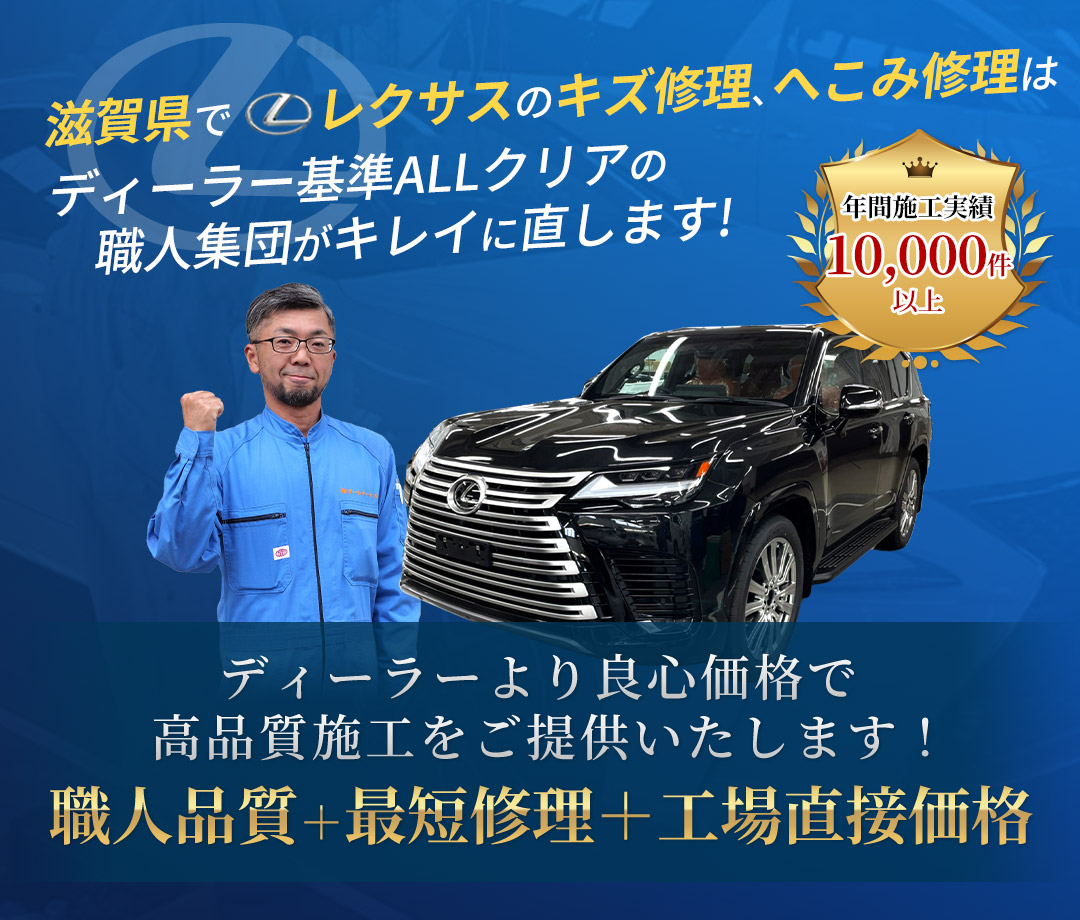 滋賀県でレクサスのキズ修理、へこみ修理は
ディーラー基準ALLクリアの
職人集団がキレイに直します!
年間施工実績
10,000件
以上
ディーラーより良心価格で
高品質施工をご提供いたします！
職人品質＋最短修理＋工場直接価格